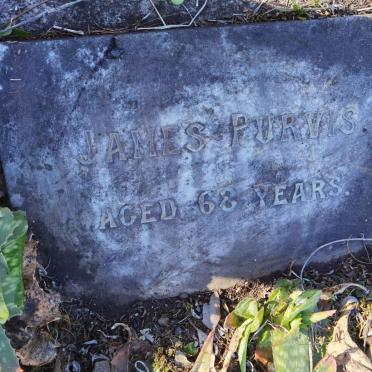 JAMES PURVIS
AGED 68 YEARS.